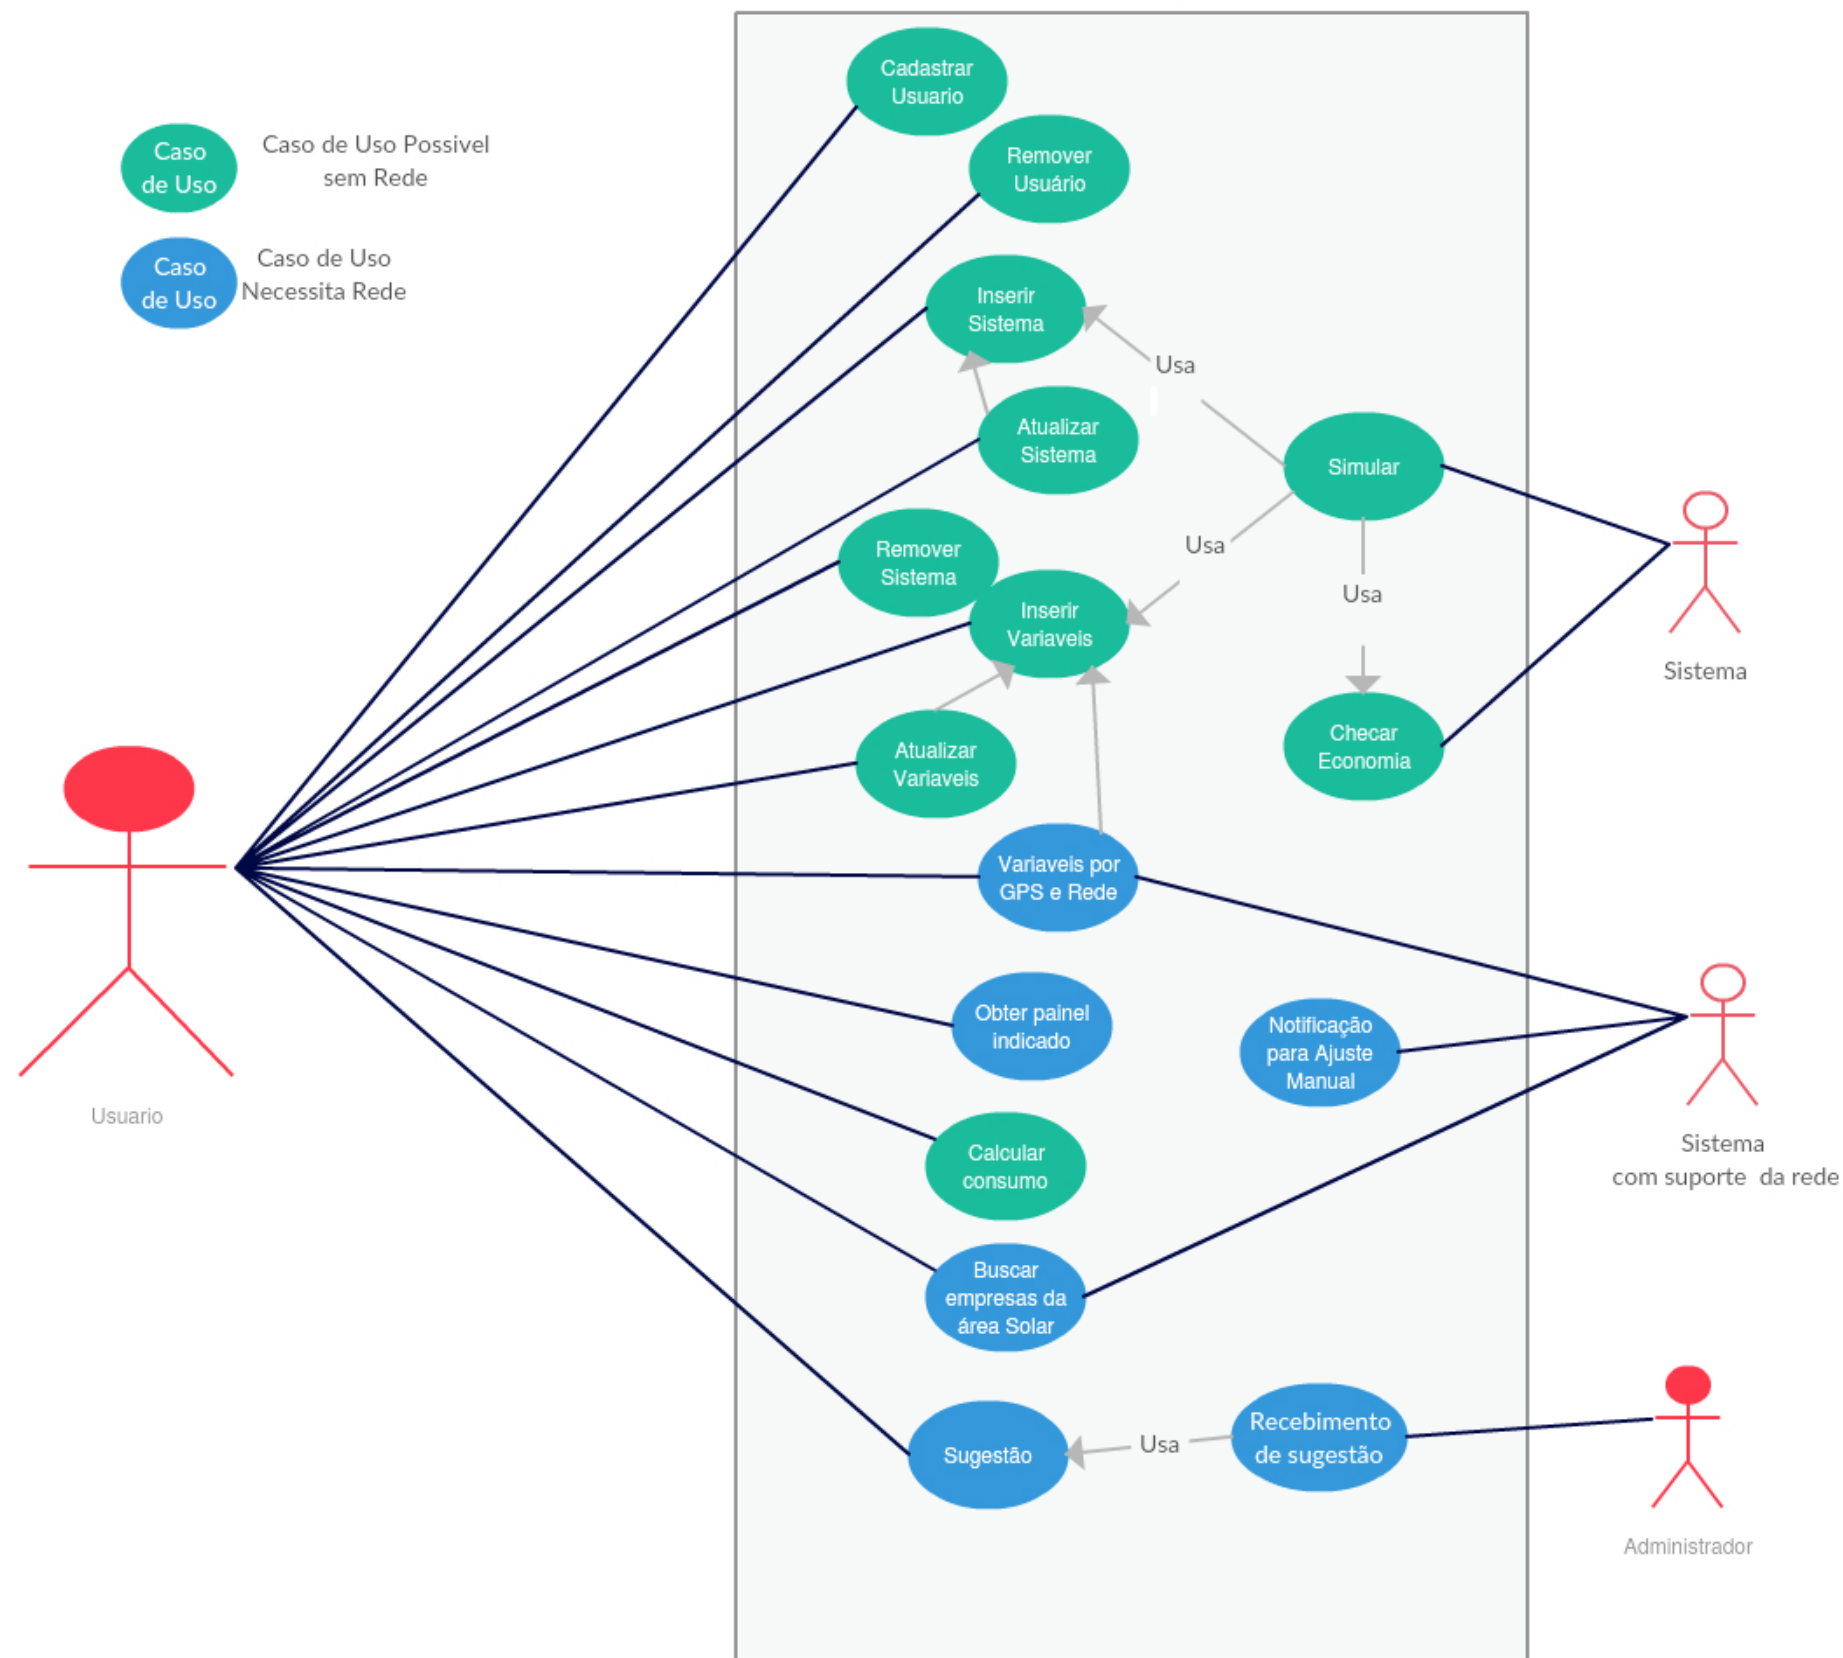 Caso
de Uso
Caso de Uso Possivel
sem Rede
Caso
de Uso
Caso de Uso
Necessita Rede
Cadastrar
Usuario
Remover
Usuário
Inserir
Sistema
Usa
Atualizar
Sistema
Simular
Remover
Sistema
Usa
Inserir
Variaveis
Usa
Sistema
Atualizar
Variaveis
Checar
Economia
Variaveis por
GPS e Rede
Obter painel
indicado
Notificação
para Ajuste
Manual
Usuario
Sistema
com suporte  da rede
Calcular
consumo
Buscar
empresas da
área Solar
Sugestão
Usa
Recebimento
de sugestão
Administrador